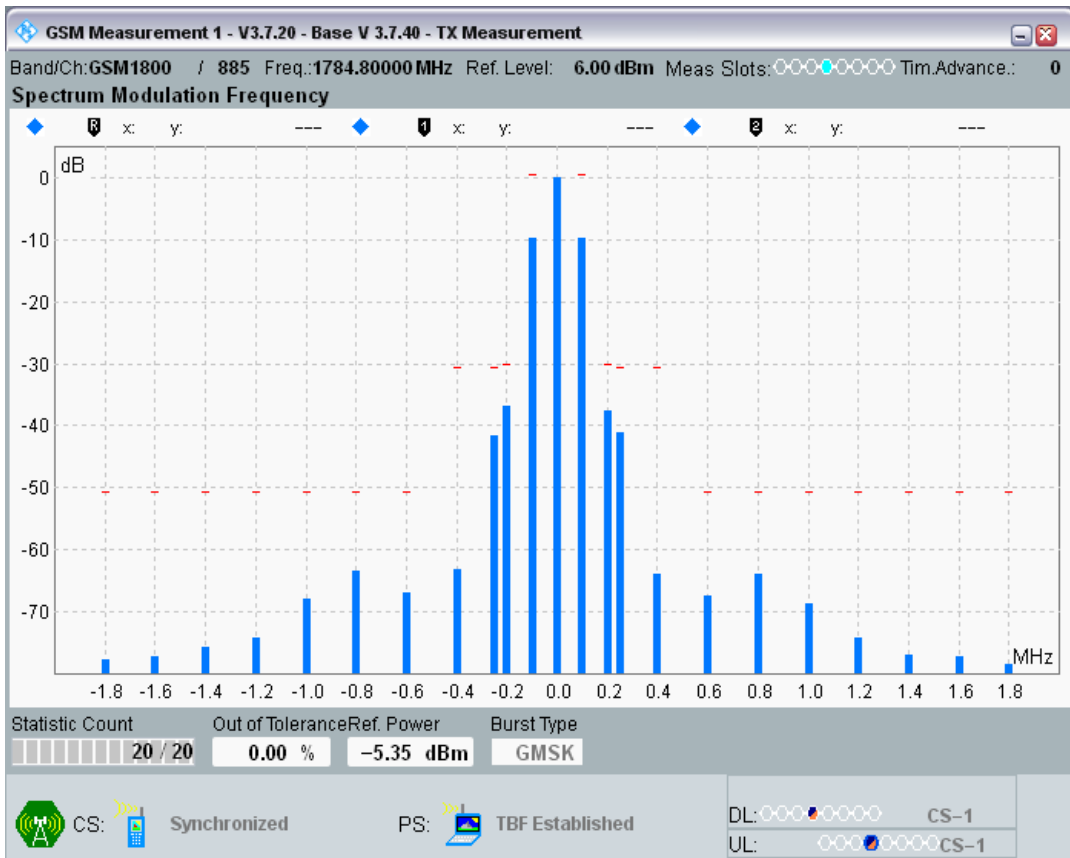 GSM Measurement 1 - V3.7.20 - Base V 3.7.40 - TX Measurement
Band/Ch:GSM1800 / 885 Freq.:1784.80000 MHz Ref. Level: 6.00 dBm Meas Slots: Tim.Advance.: 0
Spectrum Modulation Frequency
R x: y: --- 1 x: y: --- 2 x: y: ---
dB
0
-10
-20
-30
-40
-50
-60
-70
MHz
-1.8 -1.6 -1.4 -1.2 -1.0 -0.8 -0.6 -0.4 -0.2 0.0 0.2 0.4 0.6 0.8 1.0 1.2 1.4 1.6 1.8
Statistic Count Out of Tolerance Ref. Power Burst Type
20 / 20 0.00 % -5.35 dBm GMSK
CS: Synchronized PS: TBF Established
DL: CS-1
UL: CS-1